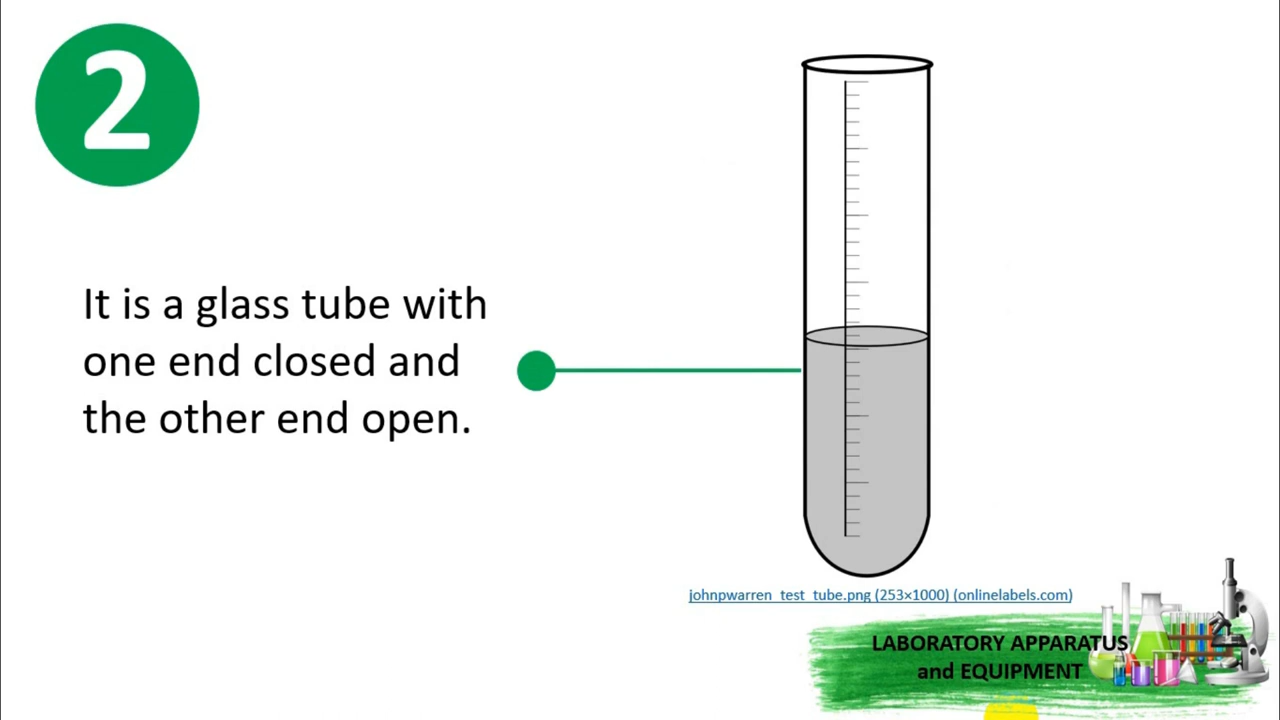 2
It is a glass tube with
one end closed and
the other end open.
johnpwarren_test_tube.png (253×1000) (onlinelabels.com)
LABORATORY APPARATUS
and EQUIPMENT